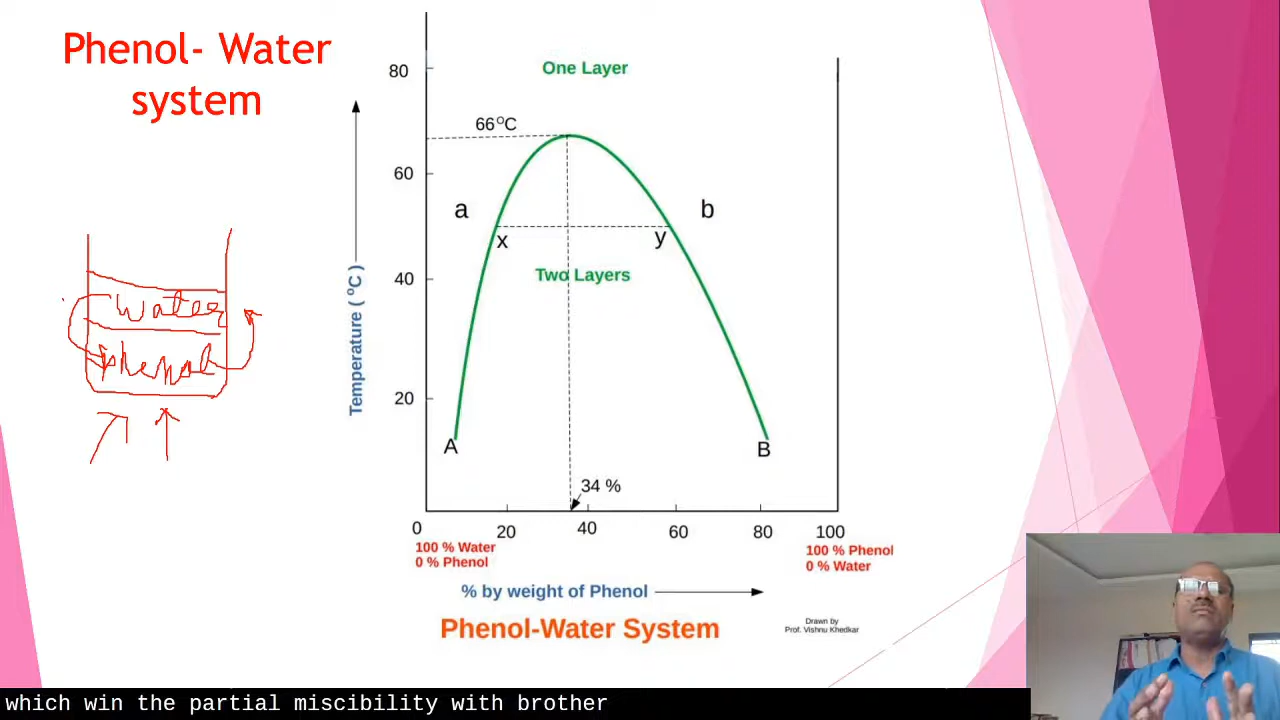 Phenol- Water
system
One Layer
80
66°C
60
a
b
x
y
Two Layers
40
Temperature ( °C )
20
A
B
34 %
0
20
40
60
80
100
100 % Water
0 % Phenol
100 % Phenol
0 % Water
% by weight of Phenol
Phenol-Water System
Drawn by
Prof. Vishnu Khedkar
water
phenol
which win the partial miscibility with brother